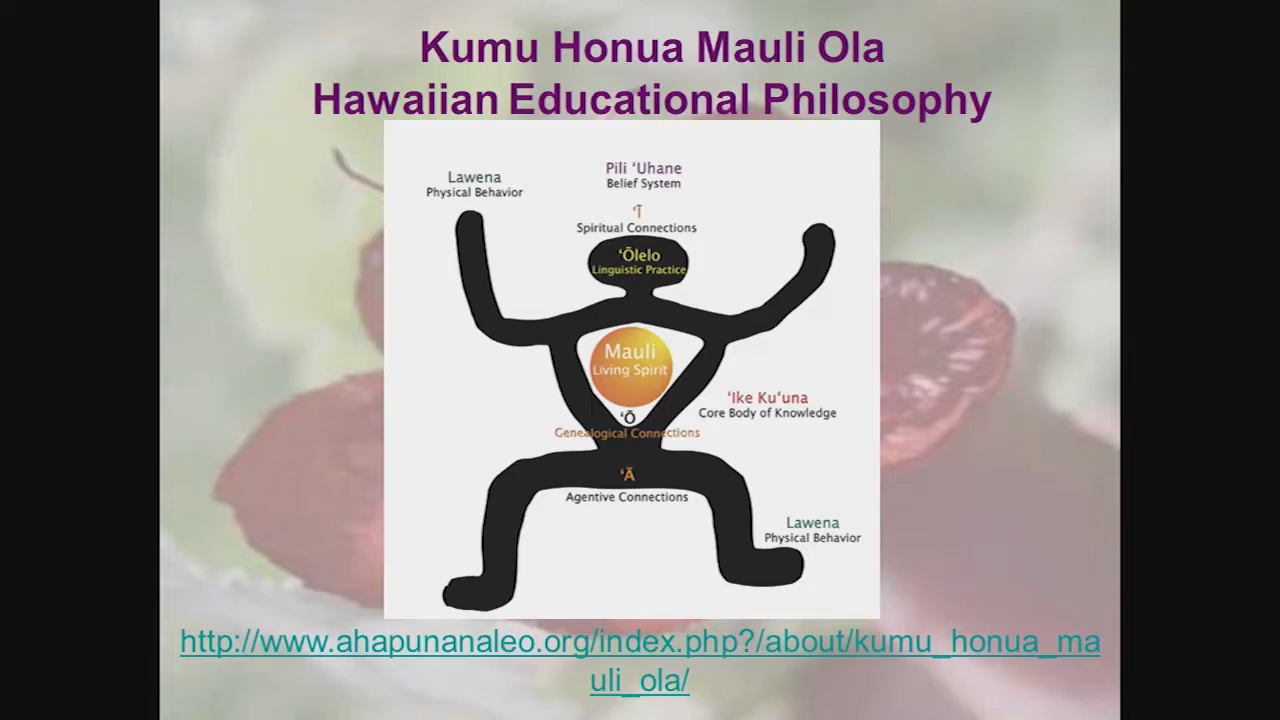 Kumu Honua Mauli Ola
Hawaiian Educational Philosophy
Lawena
Physical Behavior
Pili ʻUhane
Belief System
ʻĪ
Spiritual Connections
ʻŌlelo
Linguistic Practice
Mauli
Living Spirit
ʻIke Kuʻuna
Core Body of Knowledge
ʻŌ
Genealogical Connections
ʻĀ
Agentive Connections
Lawena
Physical Behavior
http://www.ahapunanaleo.org/index.php?/about/kumu_honua_ma
uli_ola/